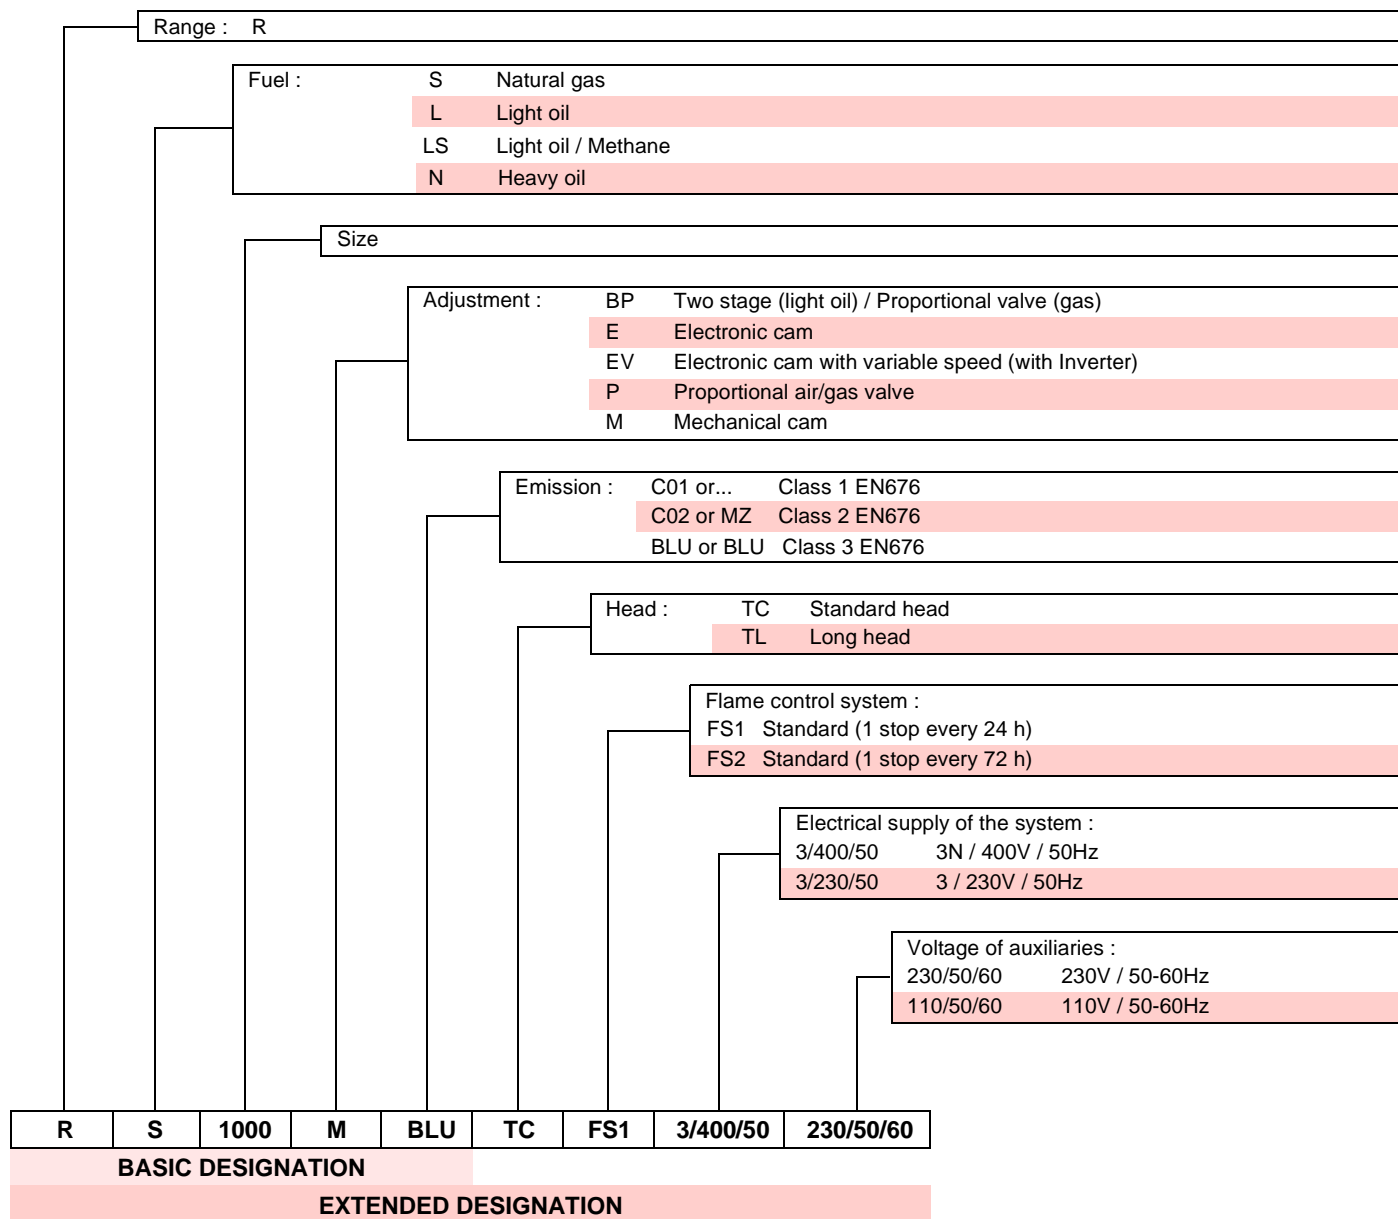 Range : R
Fuel : S Natural gas
L Light oil
LS Light oil / Methane
N Heavy oil
Size
Adjustment : BP Two stage (light oil) / Proportional valve (gas)
E Electronic cam
EV Electronic cam with variable speed (with Inverter)
P Proportional air/gas valve
M Mechanical cam
Emission : C01 or... Class 1 EN676
C02 or MZ Class 2 EN676
BLU or BLU Class 3 EN676
Head : TC Standard head
TL Long head
Flame control system :
FS1 Standard (1 stop every 24 h)
FS2 Standard (1 stop every 72 h)
Electrical supply of the system :
3/400/50 3N / 400V / 50Hz
3/230/50 3 / 230V / 50Hz
Voltage of auxiliaries :
230/50/60 230V / 50-60Hz
110/50/60 110V / 50-60Hz
R S 1000 M BLU TC FS1 3/400/50 230/50/60
BASIC DESIGNATION
EXTENDED DESIGNATION